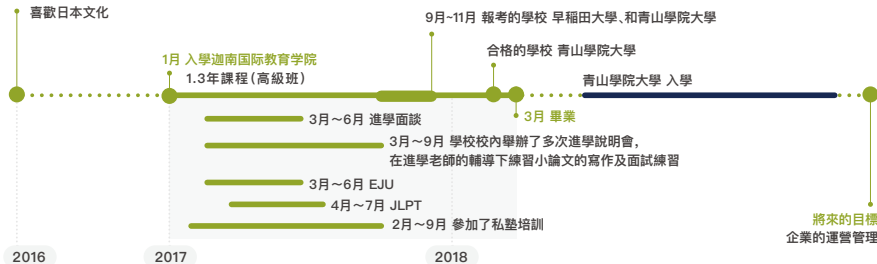 喜歡日本文化
9月~11月 報考的學校 早稲田大學、和青山學院大學
1月 入學迦南国际教育学院
1.3年課程（高級班）
合格的學校 青山學院大學
青山學院大學 入學
3月 畢業
3月～6月 進學面談
3月～9月 學校校內舉辦了多次進學說明會，
在進學老師的輔導下練習小論文的寫作及面試練習
3月～6月 EJU
4月～7月 JLPT
2月～9月 參加了私塾培訓
將來的目標
企業的運營管理
2016
2017
2018